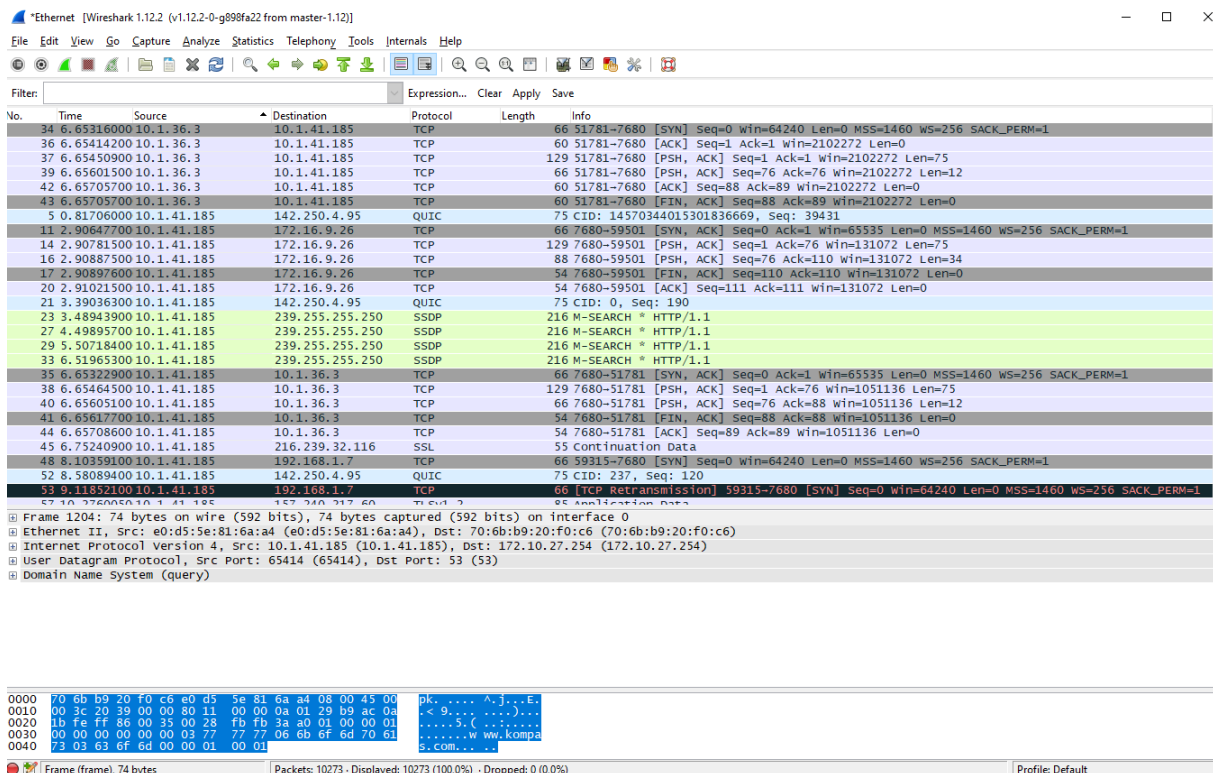 *Ethernet [Wireshark 1.12.2 (v1.12.2-0-g898fa22 from master-1.12)]
File Edit View Go Capture Analyze Statistics Telephony Tools Internals Help
Filter: Expression... Clear Apply Save
No. Time Source Destination Protocol Length Info
34 6.65316000 10.1.36.3 10.1.41.185 TCP 66 51781→7680 [SYN] Seq=0 Win=64240 Len=0 MSS=1460 WS=256 SACK_PERM=1
36 6.65414200 10.1.36.3 10.1.41.185 TCP 60 51781→7680 [ACK] Seq=1 Ack=1 Win=2102272 Len=0
37 6.65450900 10.1.36.3 10.1.41.185 TCP 129 51781→7680 [PSH, ACK] Seq=1 Ack=1 Win=2102272 Len=75
39 6.65601500 10.1.36.3 10.1.41.185 TCP 66 51781→7680 [PSH, ACK] Seq=76 Ack=76 Win=2102272 Len=12
42 6.65705700 10.1.36.3 10.1.41.185 TCP 60 51781→7680 [ACK] Seq=88 Ack=89 Win=2102272 Len=0
43 6.65705700 10.1.36.3 10.1.41.185 TCP 60 51781→7680 [FIN, ACK] Seq=88 Ack=89 Win=2102272 Len=0
5 0.81706000 10.1.41.185 142.250.4.95 QUIC 75 CID: 14570344015301836669, Seq: 39431
11 2.90647700 10.1.41.185 172.16.9.26 TCP 66 7680→59501 [SYN, ACK] Seq=0 Ack=1 Win=65535 Len=0 MSS=1460 WS=256 SACK_PERM=1
14 2.90781500 10.1.41.185 172.16.9.26 TCP 129 7680→59501 [PSH, ACK] Seq=1 Ack=76 Win=131072 Len=75
16 2.90887500 10.1.41.185 172.16.9.26 TCP 88 7680→59501 [PSH, ACK] Seq=76 Ack=110 Win=131072 Len=34
17 2.90897600 10.1.41.185 172.16.9.26 TCP 54 7680→59501 [FIN, ACK] Seq=110 Ack=110 Win=131072 Len=0
20 2.91021500 10.1.41.185 172.16.9.26 TCP 54 7680→59501 [ACK] Seq=111 Ack=111 Win=131072 Len=0
21 3.39036300 10.1.41.185 142.250.4.95 QUIC 75 CID: 0, Seq: 190
23 3.48943900 10.1.41.185 239.255.255.250 SSDP 216 M-SEARCH * HTTP/1.1
27 4.49895700 10.1.41.185 239.255.255.250 SSDP 216 M-SEARCH * HTTP/1.1
29 5.50718400 10.1.41.185 239.255.255.250 SSDP 216 M-SEARCH * HTTP/1.1
33 6.51965300 10.1.41.185 239.255.255.250 SSDP 216 M-SEARCH * HTTP/1.1
35 6.65322900 10.1.41.185 10.1.36.3 TCP 66 7680→51781 [SYN, ACK] Seq=0 Ack=1 Win=65535 Len=0 MSS=1460 WS=256 SACK_PERM=1
38 6.65464500 10.1.41.185 10.1.36.3 TCP 129 7680→51781 [PSH, ACK] Seq=1 Ack=76 Win=1051136 Len=75
40 6.65605100 10.1.41.185 10.1.36.3 TCP 66 7680→51781 [PSH, ACK] Seq=76 Ack=88 Win=1051136 Len=12
41 6.65617700 10.1.41.185 10.1.36.3 TCP 54 7680→51781 [FIN, ACK] Seq=88 Ack=88 Win=1051136 Len=0
44 6.65708600 10.1.41.185 10.1.36.3 TCP 54 7680→51781 [ACK] Seq=89 Ack=89 Win=1051136 Len=0
45 6.75240900 10.1.41.185 216.239.32.116 SSL 55 Continuation Data
48 8.10359100 10.1.41.185 192.168.1.7 TCP 66 59315→7680 [SYN] Seq=0 Win=64240 Len=0 MSS=1460 WS=256 SACK_PERM=1
52 8.58089400 10.1.41.185 142.250.4.95 QUIC 75 CID: 237, Seq: 120
53 9.11852100 10.1.41.185 192.168.1.7 TCP 66 [TCP Retransmission] 59315→7680 [SYN] Seq=0 Win=64240 Len=0 MSS=1460 WS=256 SACK_PERM=1
57 10.2760050 10.1.41.185 157.240.217.60 TLSv1.2 85 Application Data
Frame 1204: 74 bytes on wire (592 bits), 74 bytes captured (592 bits) on interface 0
Ethernet II, Src: e0:d5:5e:81:6a:a4 (e0:d5:5e:81:6a:a4), Dst: 70:6b:b9:20:f0:c6 (70:6b:b9:20:f0:c6)
Internet Protocol Version 4, Src: 10.1.41.185 (10.1.41.185), Dst: 172.10.27.254 (172.10.27.254)
User Datagram Protocol, Src Port: 65414 (65414), Dst Port: 53 (53)
Domain Name System (query)
0000 70 6b b9 20 f0 c6 e0 d5 5e 81 6a a4 08 00 45 00 pk. .... ^.j...E.
0010 00 3c 20 39 00 00 80 11 00 00 0a 01 29 b9 ac 0a .< 9.... ....)...
0020 1b fe ff 86 00 35 00 28 fb fb 3a a0 01 00 00 01 .....5.( ..:.....
0030 00 00 00 00 00 00 03 77 77 77 06 6b 6f 6d 70 61 .......w ww.kompa
0040 73 03 63 6f 6d 00 00 01 00 01 s.com... ..
Frame (frame), 74 bytes Packets: 10273 · Displayed: 10273 (100.0%) · Dropped: 0 (0.0%) Profile: Default